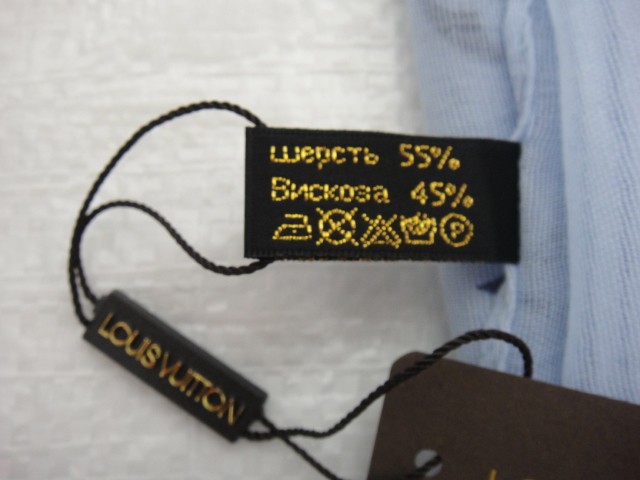 шерсть 55%
Вискоза 45%
P
LOUIS VUITTON